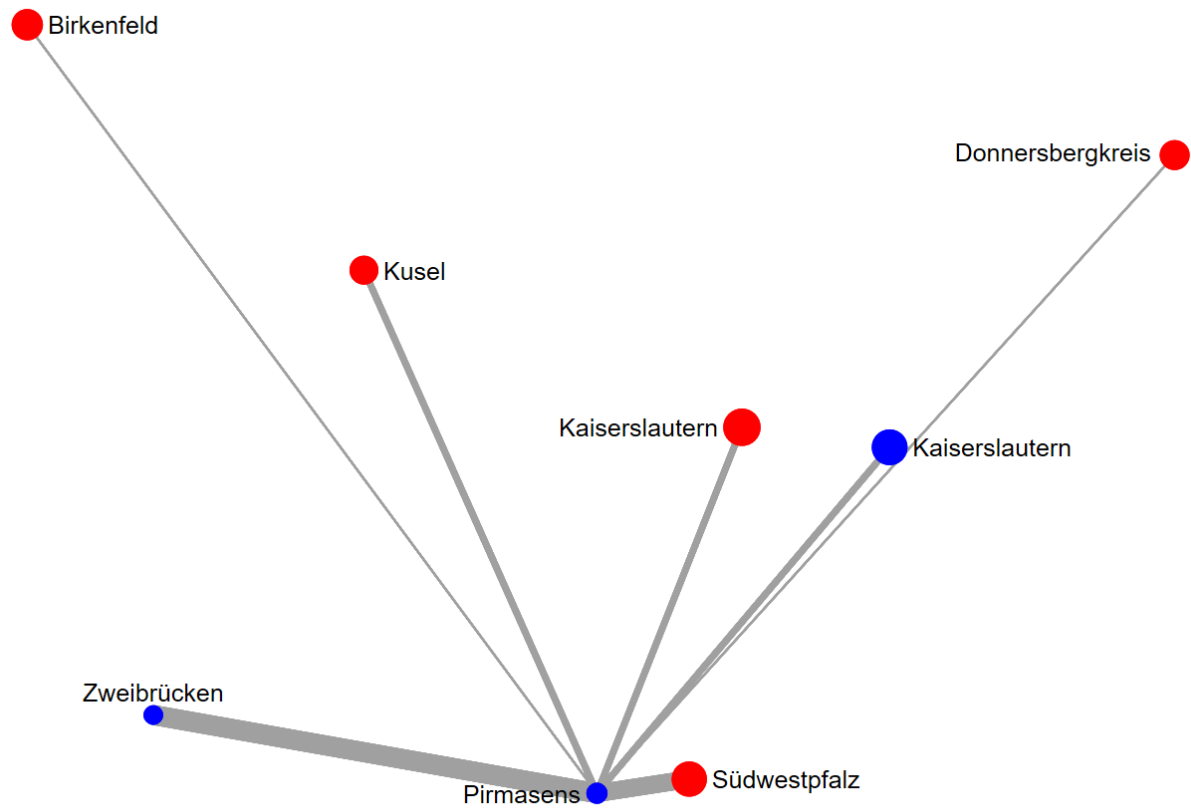 Birkenfeld
Donnersbergkreis
Kusel
Kaiserslautern
Kaiserslautern
Zweibrücken
Pirmasens
Südwestpfalz